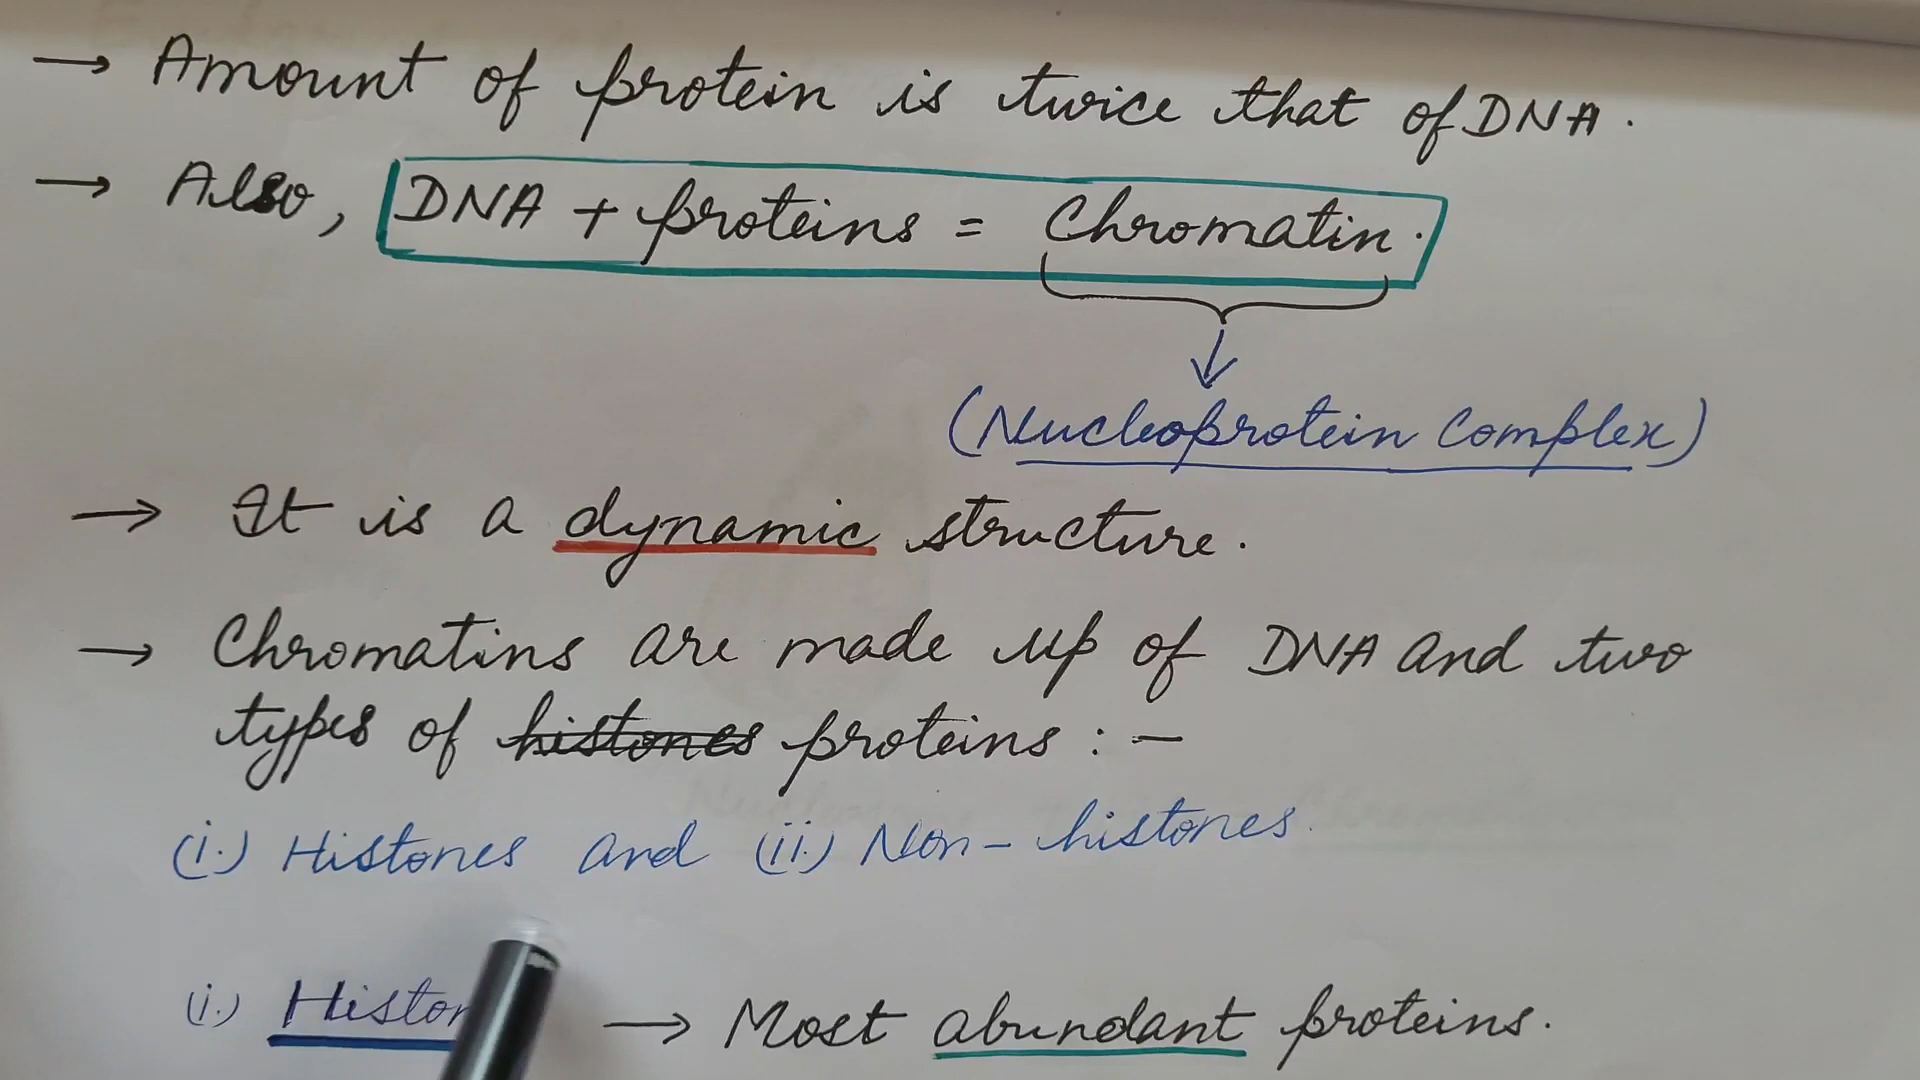 → Amount of protein is twice that of DNA.
→ Also, DNA + proteins = Chromatin.
(Nucleoprotein Complex)
→ It is a dynamic structure.
→ Chromatins are made up of DNA and two
types of histones proteins : -
(i.) Histones and (ii.) Non-histones.
(i.) Histon → Most abundant proteins.